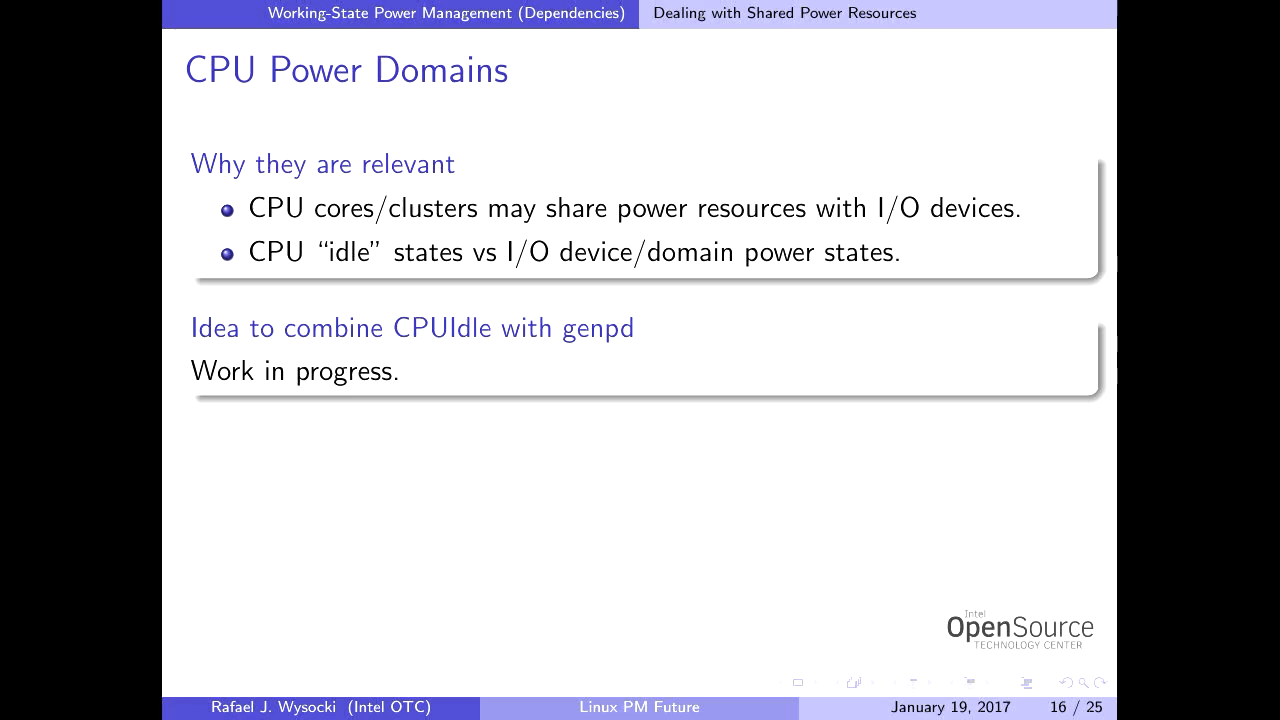 Working-State Power Management (Dependencies) Dealing with Shared Power Resources
CPU Power Domains
Why they are relevant
CPU cores/clusters may share power resources with I/O devices.
CPU “idle” states vs I/O device/domain power states.
Idea to combine CPUIdle with genpd
Work in progress.
Intel
OpenSource
TECHNOLOGY CENTER
Rafael J. Wysocki (Intel OTC) Linux PM Future January 19, 2017 16 / 25